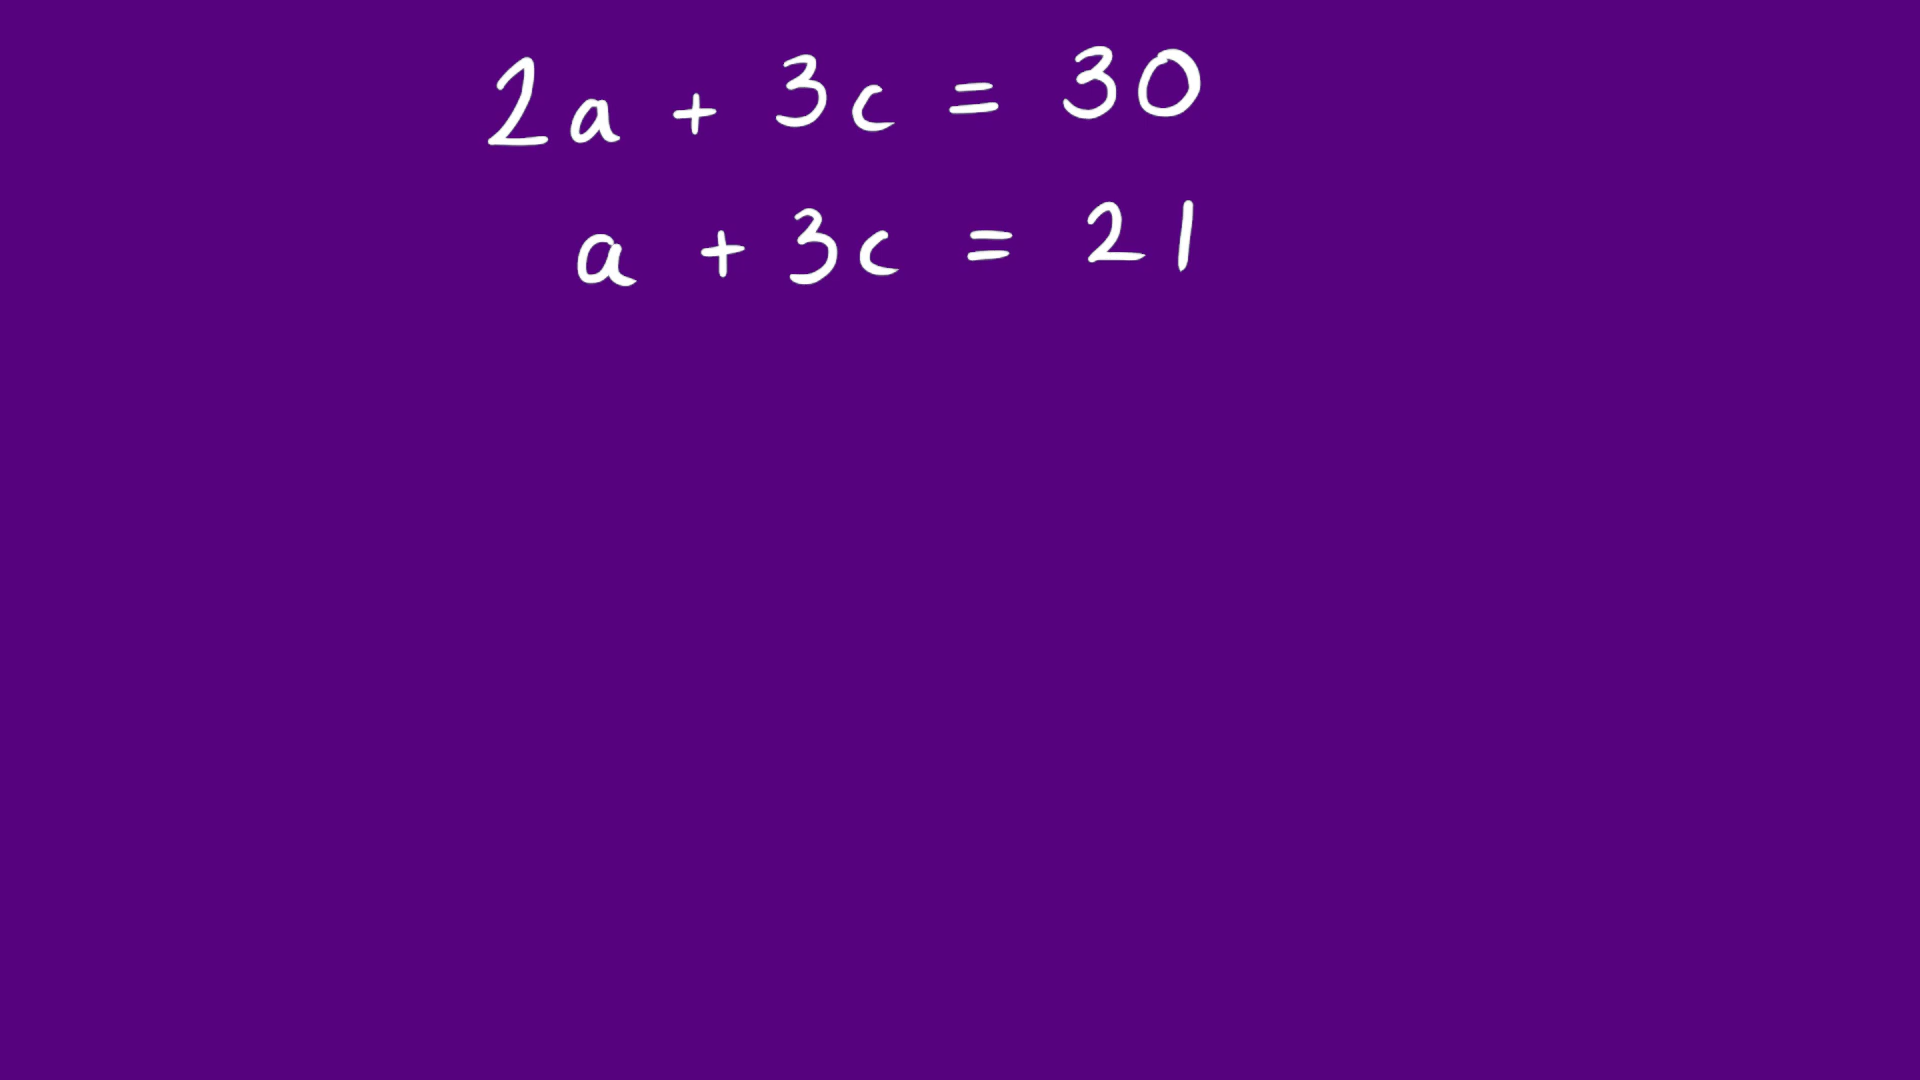 2a + 3c = 30
a + 3c = 21